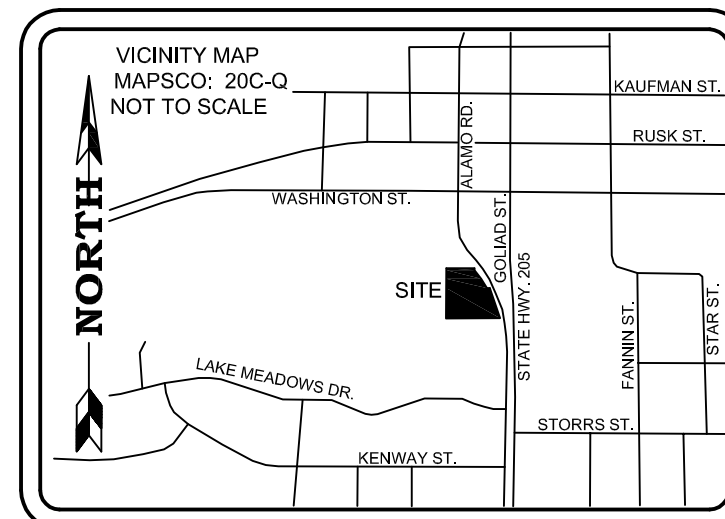 VICINITY MAP
MAPSCO: 20C-Q
NOT TO SCALE
KAUFMAN ST.
RUSK ST.
ALAMO RD.
WASHINGTON ST.
GOLIAD ST.
NORTH
SITE
STATE HWY. 205
FANNIN ST.
STAR ST.
LAKE MEADOWS DR.
STORRS ST.
KENWAY ST.